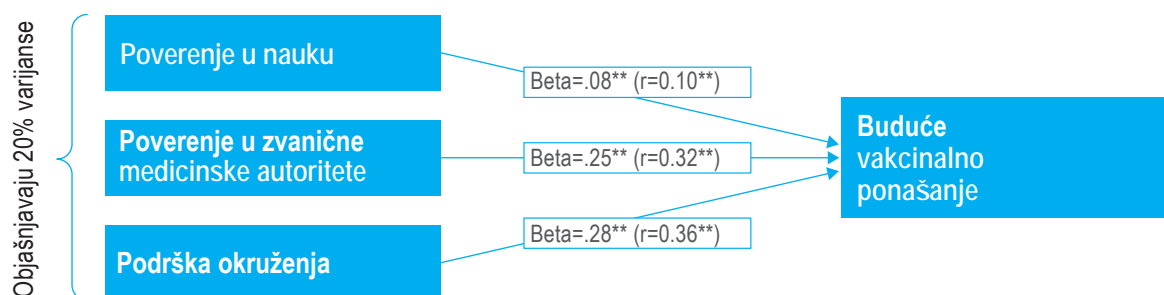 Objašnjavaju 20% varijanse
Poverenje u nauku
Beta=.08** (r=0.10**)
Poverenje u zvanične
medicinske autoritete
Beta=.25** (r=0.32**)
Podrška okruženja
Beta=.28** (r=0.36**)
Buduće
vakcinalno
ponašanje